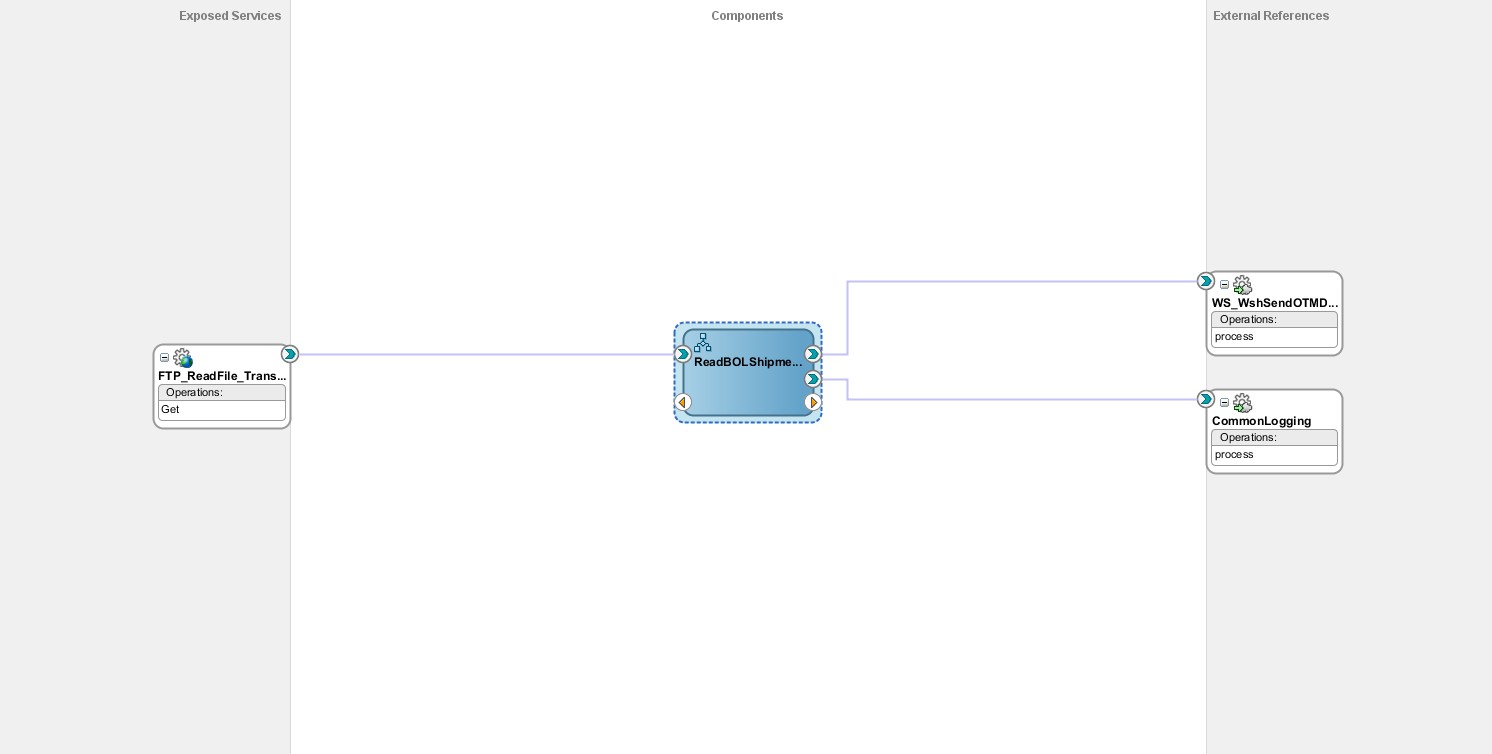 Exposed Services
Components
External References
FTP_ReadFile_Trans...
Operations:
Get
ReadBOLShipme...
WS_WshSendOTMD...
Operations:
process
CommonLogging
Operations:
process